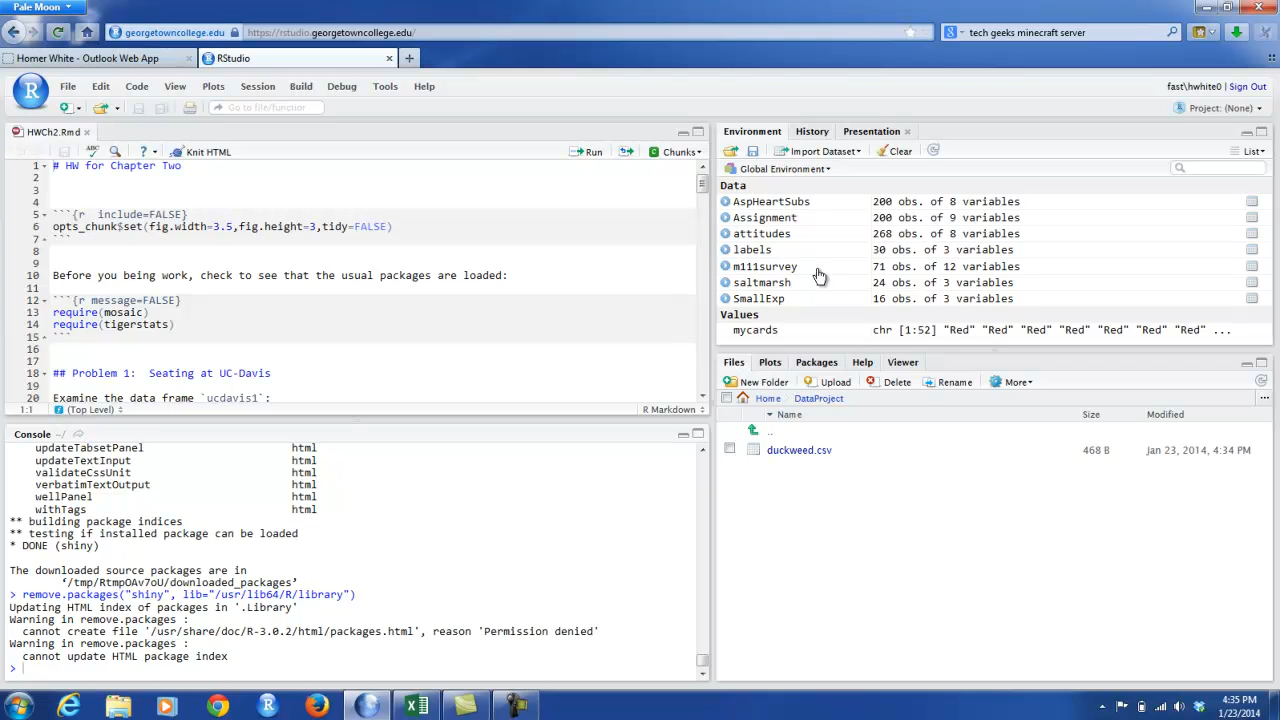 Pale Moon
georgetowncollege.edu
https://rstudio.georgetowncollege.edu/
tech geeks minecraft server
Homer White - Outlook Web App
RStudio
File Edit Code View Plots Session Build Debug Tools Help
fast\hwhite0 | Sign Out
Go to file/function
Project: (None)
HWCh2.Rmd
? Knit HTML
Run
Chunks
1 # HW for Chapter Two
2
3
4
5 ```{r  include=FALSE}
6 opts_chunk$set(fig.width=3.5,fig.height=3,tidy=FALSE)
7 ```
8
9
10 Before you being work, check to see that the usual packages are loaded:
11
12 ```{r message=FALSE}
13 require(mosaic)
14 require(tigerstats)
15 ```
16
17
18 ## Problem 1:  Seating at UC-Davis
19
20 Examine the data frame `ucdavis1`:
1:1 (Top Level) R Markdown
Console ~/
updateTabsetPanel html
updateTextInput html
validateCssUnit html
verbatimTextOutput html
wellPanel html
withTags html
** building package indices
** testing if installed package can be loaded
* DONE (shiny)
The downloaded source packages are in
‘/tmp/RtmpOAv7oU/downloaded_packages’
> remove.packages("shiny", lib="/usr/lib64/R/library")
Updating HTML index of packages in '.Library'
Warning in remove.packages :
cannot create file '/usr/share/doc/R-3.0.2/html/packages.html', reason 'Permission denied'
Warning in remove.packages :
cannot update HTML package index
>
Environment History Presentation
Import Dataset Clear List
Global Environment
Data
AspHeartSubs 200 obs. of 8 variables
Assignment 200 obs. of 9 variables
attitudes 268 obs. of 8 variables
labels 30 obs. of 3 variables
m111survey 71 obs. of 12 variables
saltmarsh 24 obs. of 3 variables
SmallExp 16 obs. of 3 variables
Values
mycards chr [1:52] "Red" "Red" "Red" "Red" "Red" "Red" "Red" ...
Files Plots Packages Help Viewer
New Folder Upload Delete Rename More
Home DataProject ...
Name Size Modified
..
duckweed.csv 468 B Jan 23, 2014, 4:34 PM
4:35 PM
1/23/2014